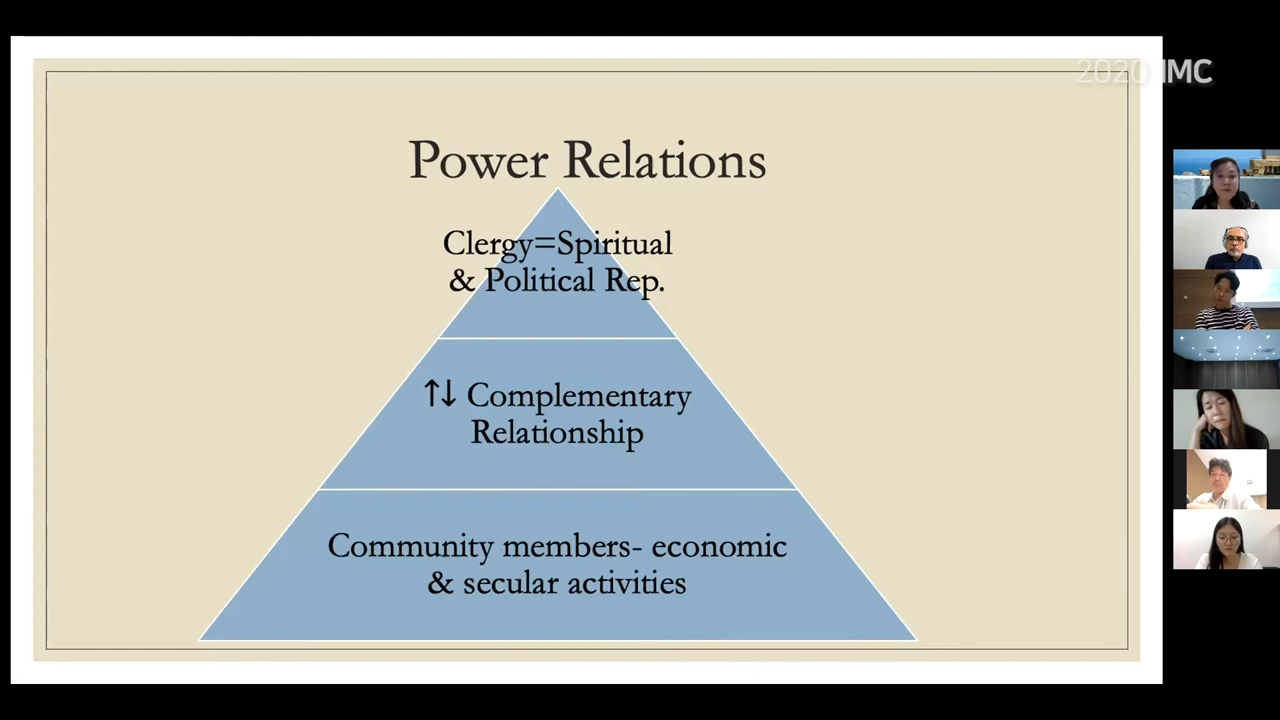 2020 IMC
Power Relations
Clergy=Spiritual
& Political Rep.
↑↓ Complementary
Relationship
Community members- economic
& secular activities